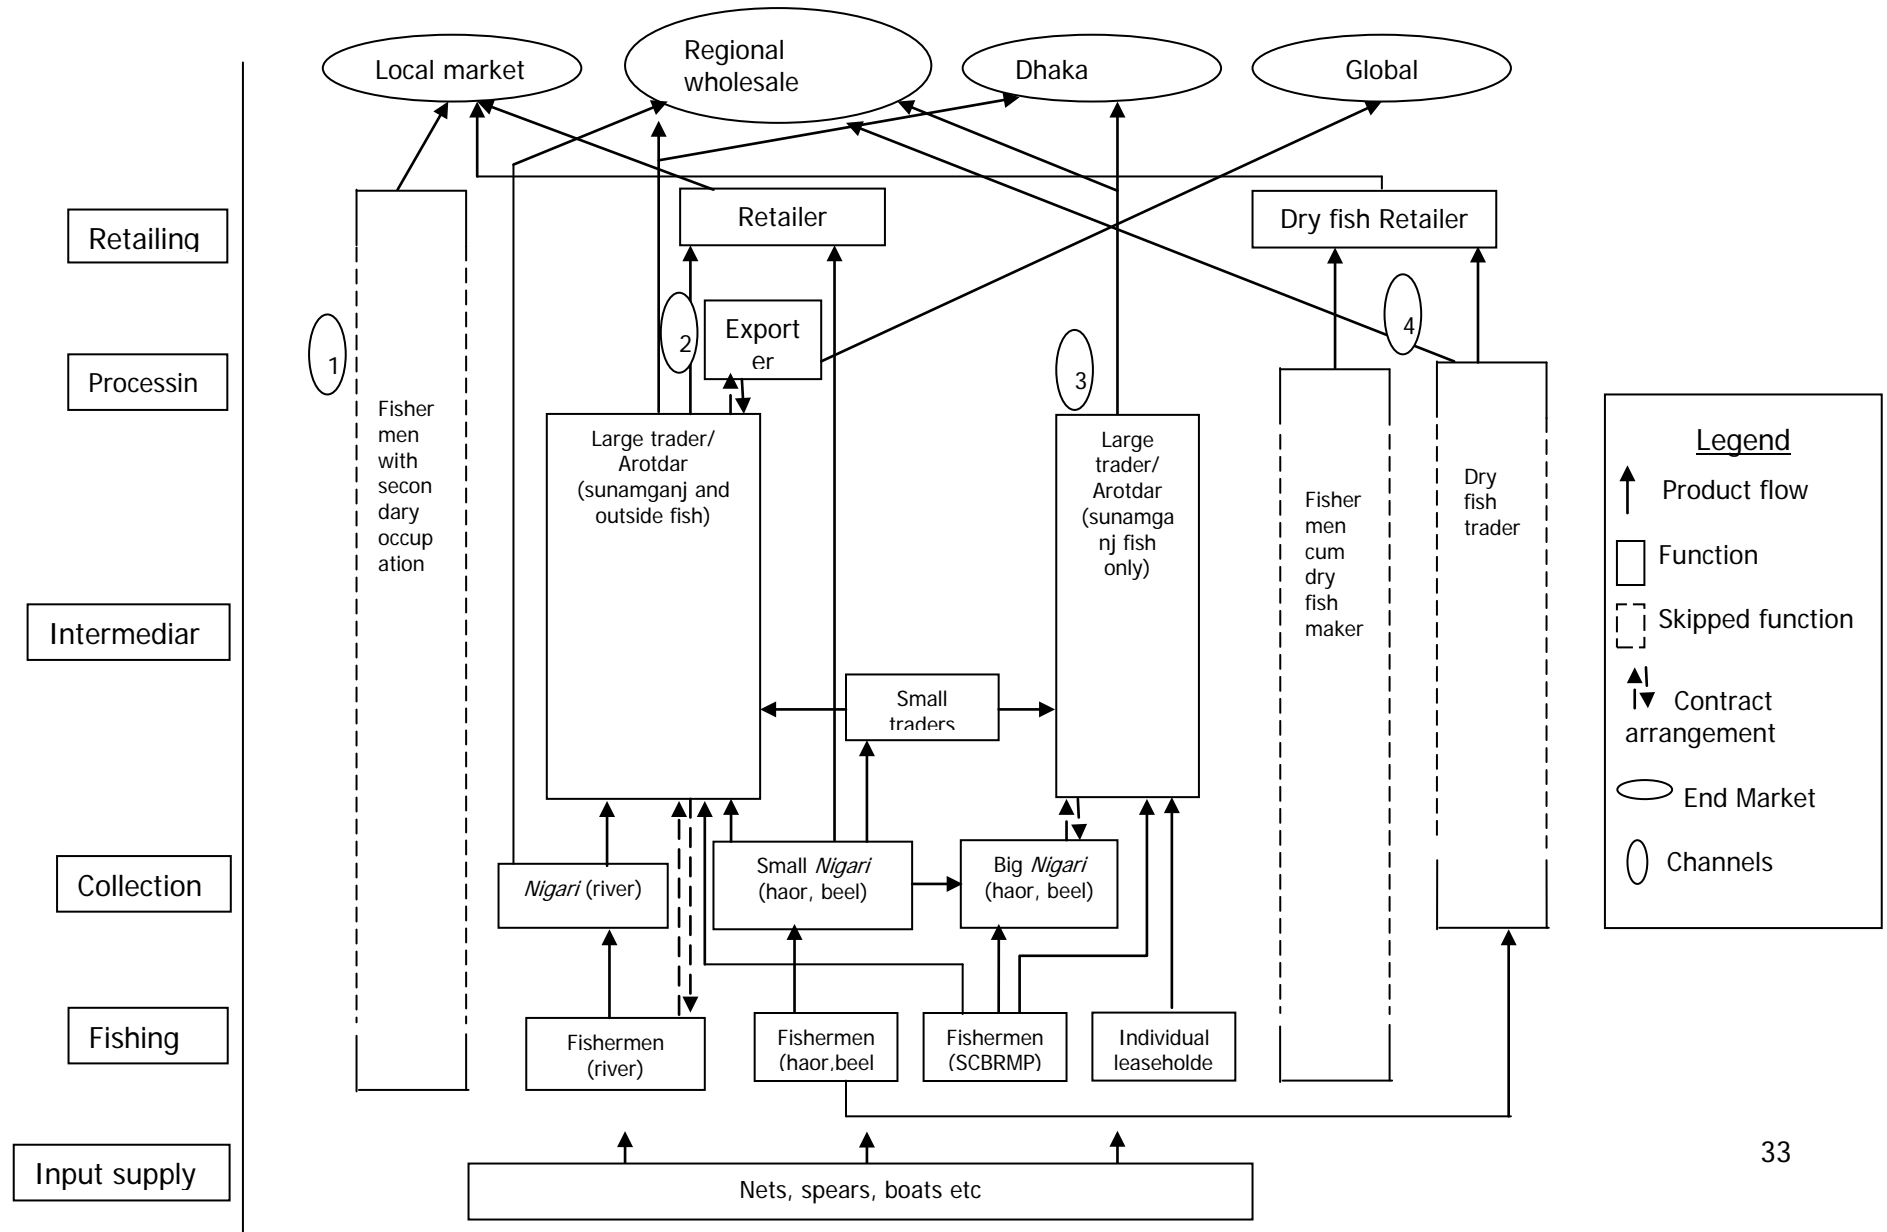 Local market
Regional
wholesale
Dhaka
Global
Retailing
Retailer
Dry fish Retailer
1
2
Export
er
3
4
Processin
Fisher
men
with
secon
dary
occup
ation
Large trader/
Arotdar
(sunamganj and
outside fish)
Large
trader/
Arotdar
(sunamga
nj fish
only)
Fisher
men
cum
dry
fish
maker
Dry
fish
trader
Legend
Product flow
Function
Skipped function
Contract
arrangement
End Market
Channels
Intermediar
Small
traders
Collection
Nigari (river)
Small Nigari
(haor, beel)
Big Nigari
(haor, beel)
Fishing
Fishermen
(river)
Fishermen
(haor,beel
Fishermen
(SCBRMP)
Individual
leaseholde
Input supply
Nets, spears, boats etc
33